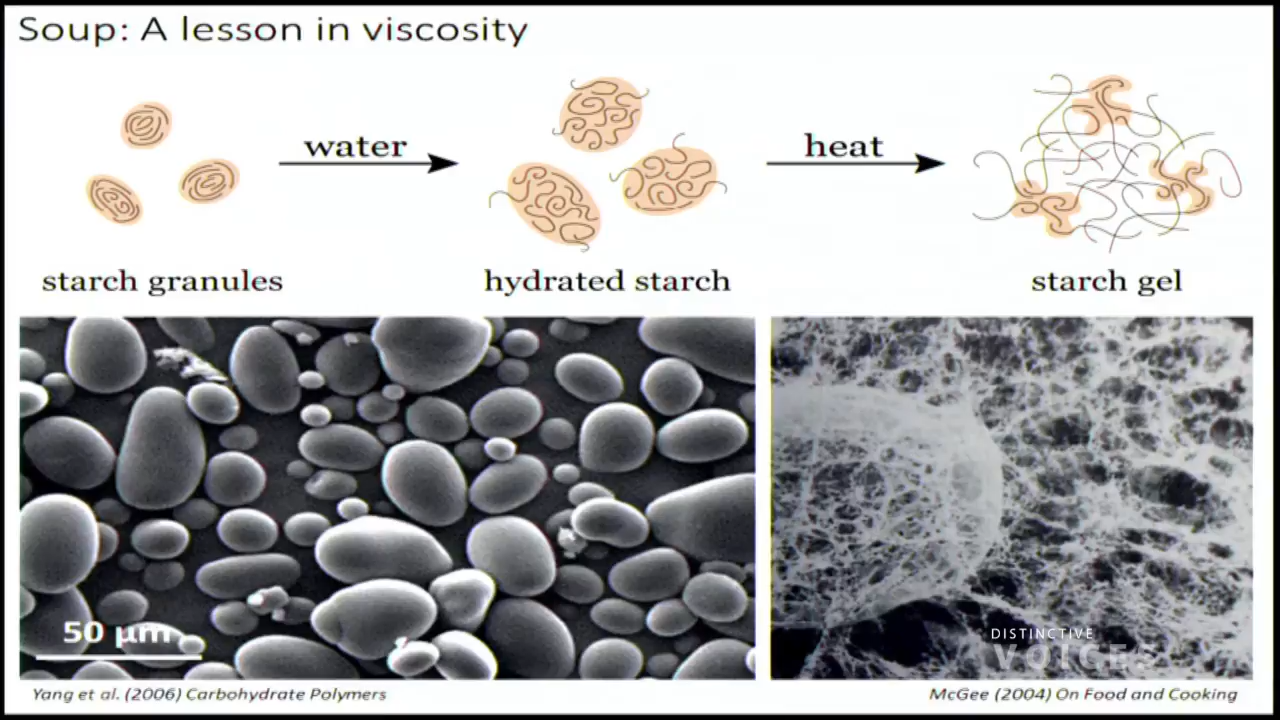 Soup: A lesson in viscosity
water
heat
starch granules
hydrated starch
starch gel
50 µm
DISTINCTIVE
VOICES
Yang et al. (2006) Carbohydrate Polymers
McGee (2004) On Food and Cooking